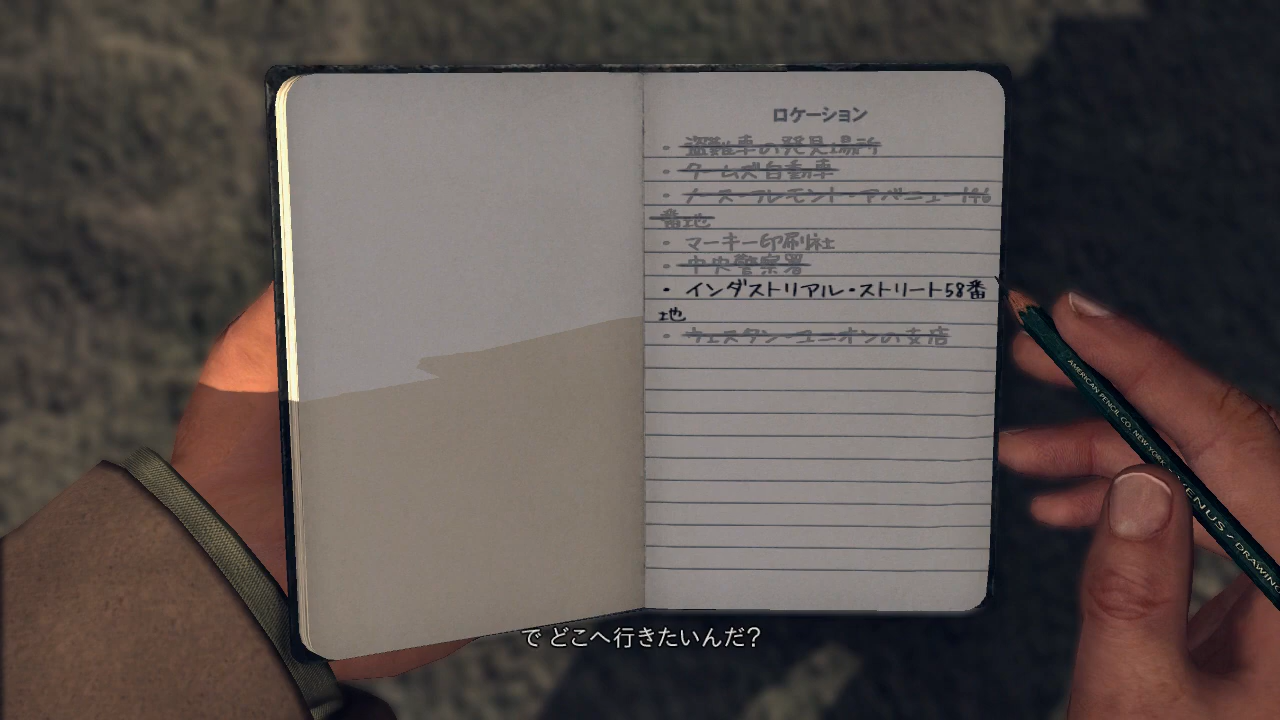 ロケーション
・盗難車の発見場所
・クームズ自動車
・ノース・フレモント・アベニュー146
番地
・マーキー印刷社
・中央警察署
・インダストリアル・ストリート58番
地
・ウェスタン・ユニオンの支店
AMERICAN PENCIL CO. NEW YORK
VENUS / DRAWING
で どこへ行きたいんだ?